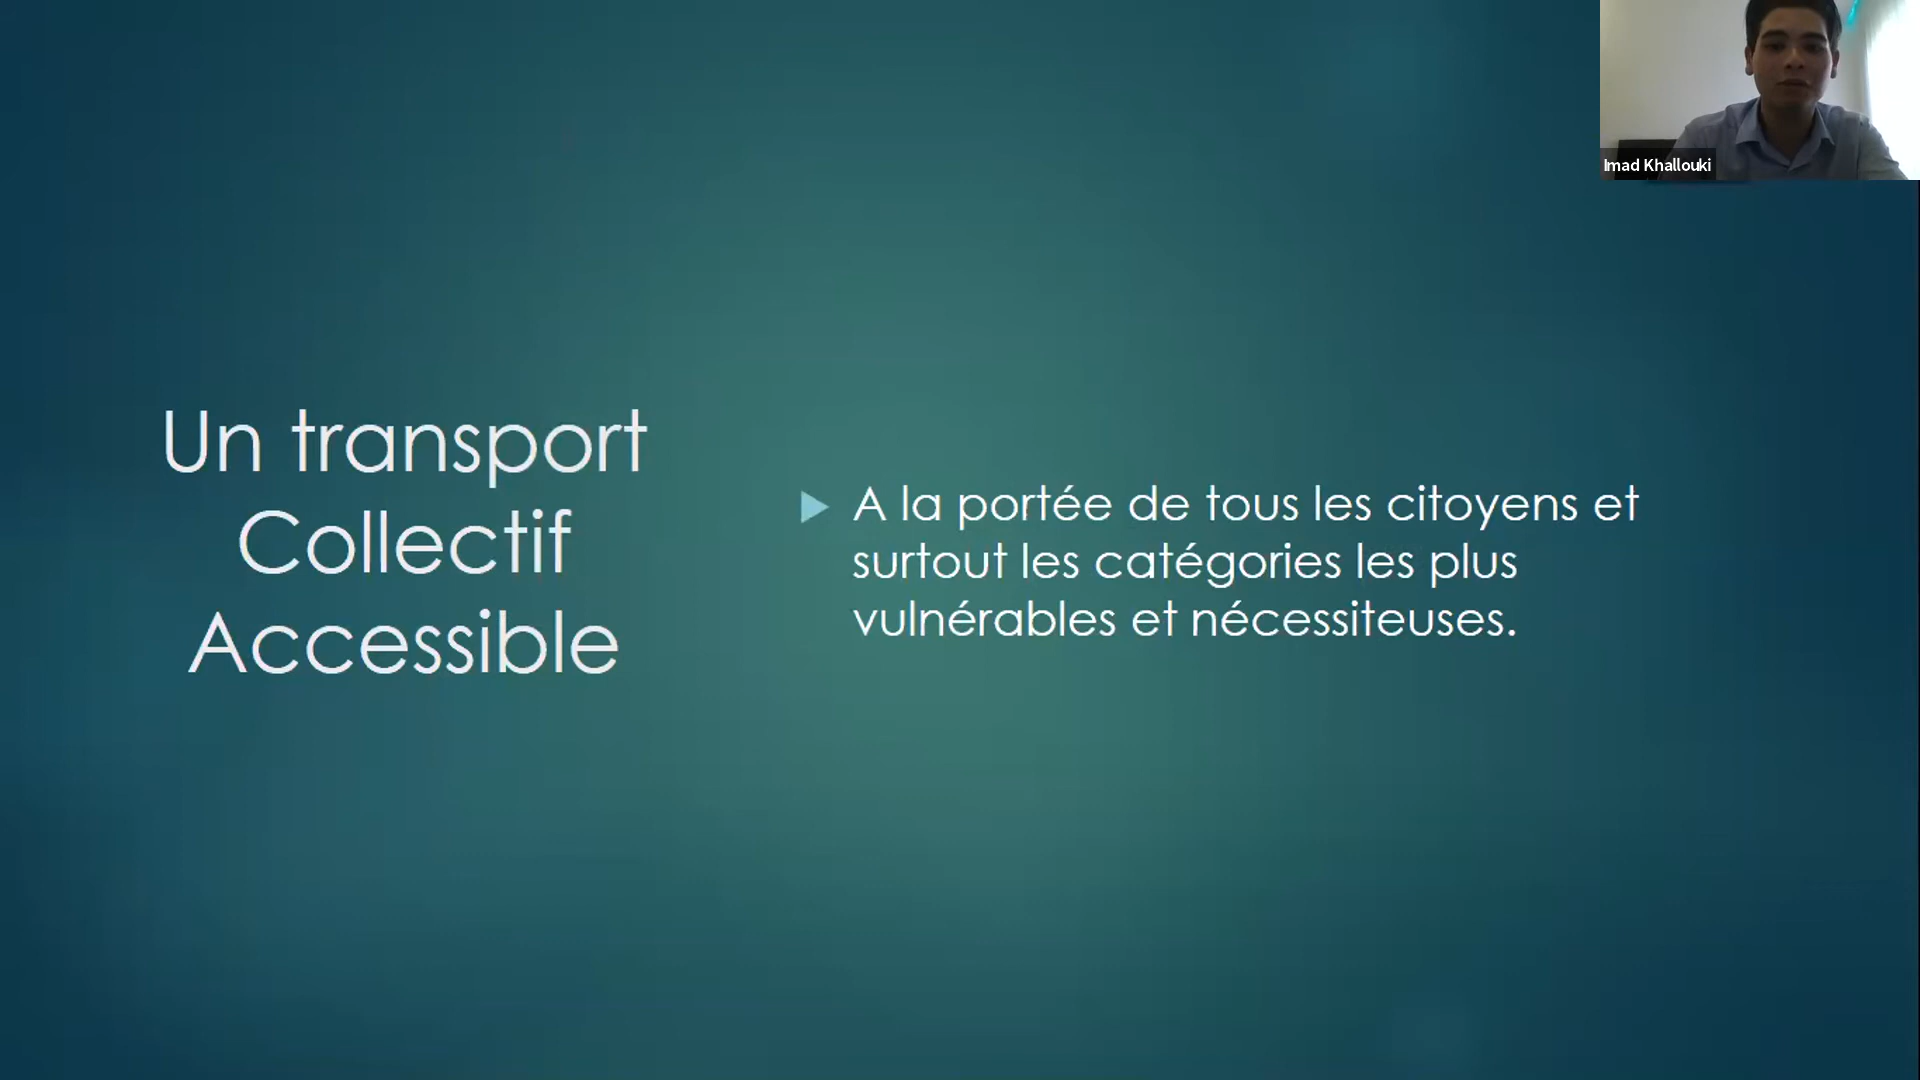 Imad Khallouki
Un transport
Collectif
Accessible
A la portée de tous les citoyens et
surtout les catégories les plus
vulnérables et nécessiteuses.